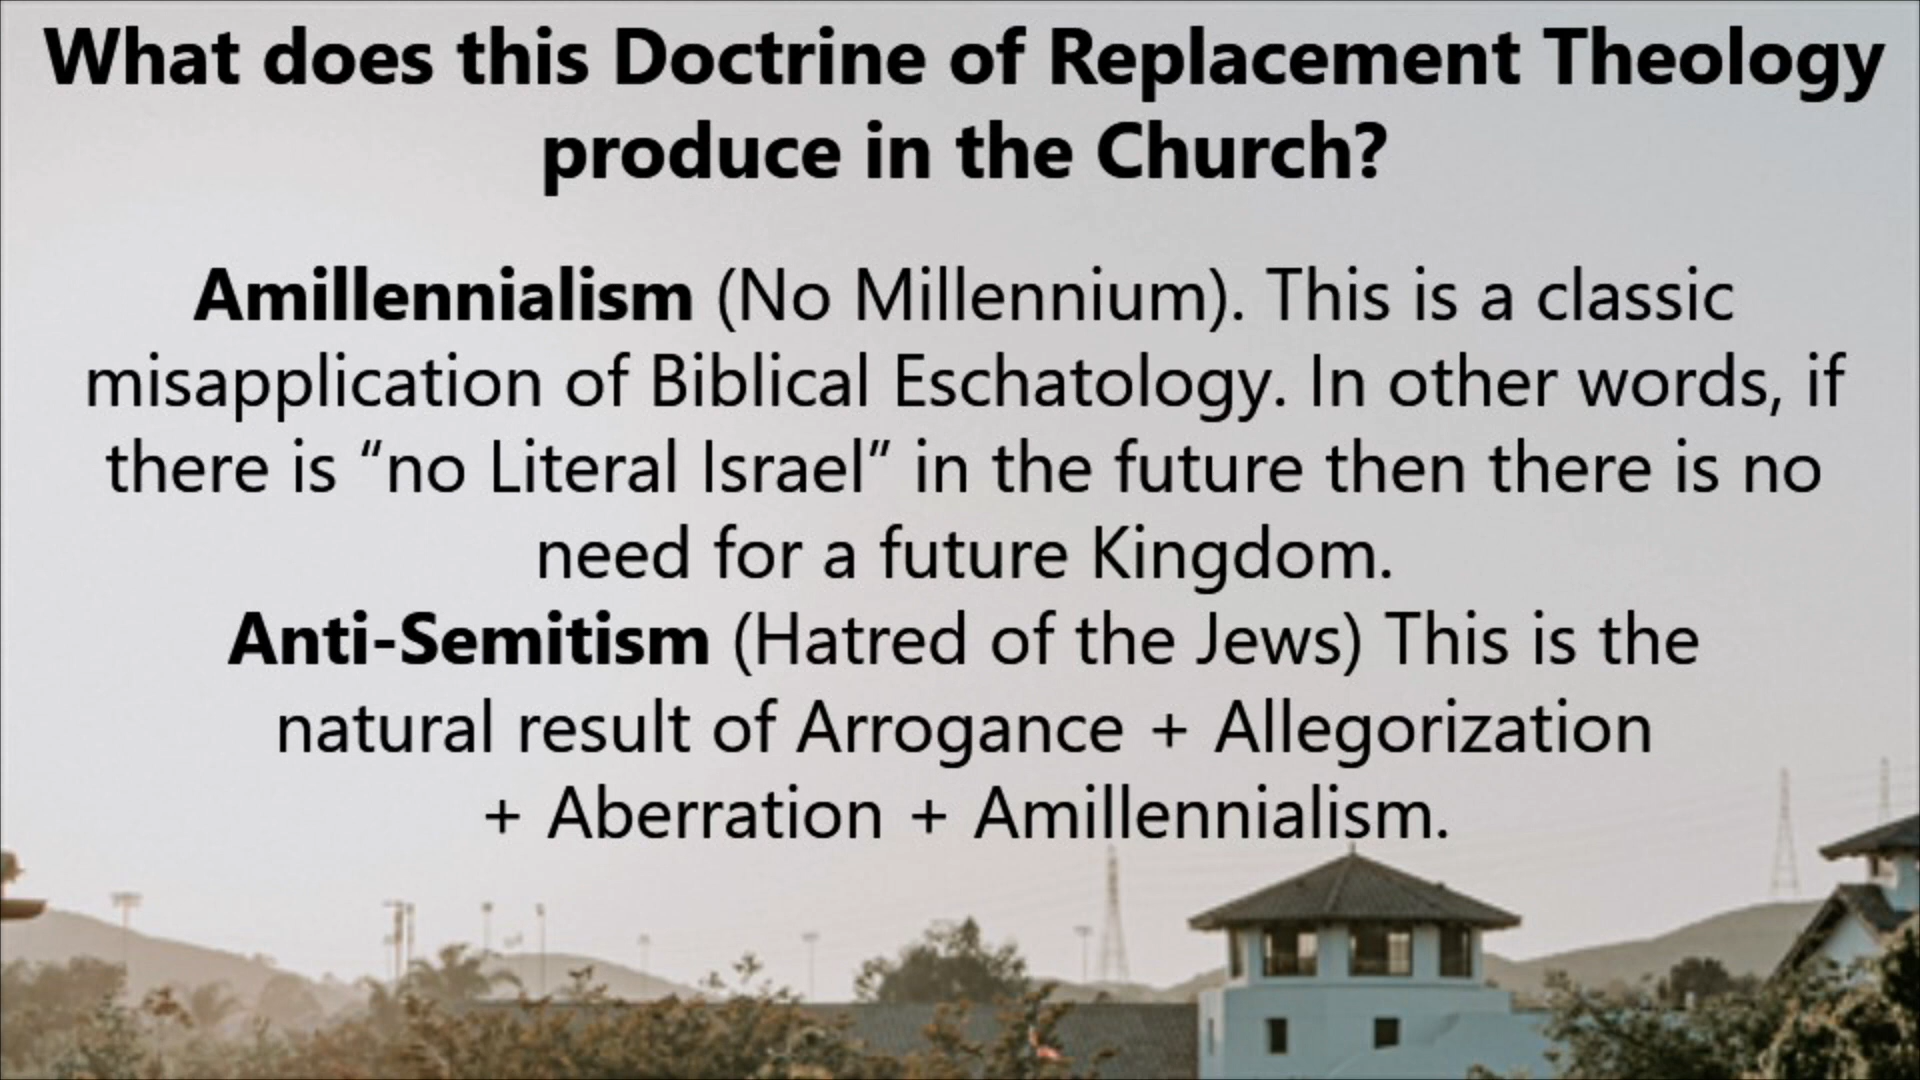 What does this Doctrine of Replacement Theology
produce in the Church?
Amillennialism (No Millennium). This is a classic
misapplication of Biblical Eschatology. In other words, if
there is “no Literal Israel” in the future then there is no
need for a future Kingdom.
Anti-Semitism (Hatred of the Jews) This is the
natural result of Arrogance + Allegorization
+ Aberration + Amillennialism.